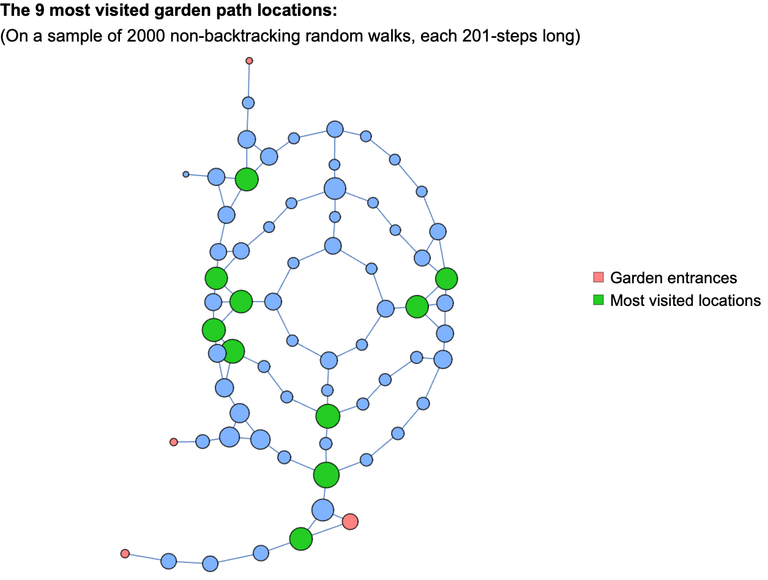 The 9 most visited garden path locations:
(On a sample of 2000 non-backtracking random walks, each 201-steps long)
Garden entrances
Most visited locations